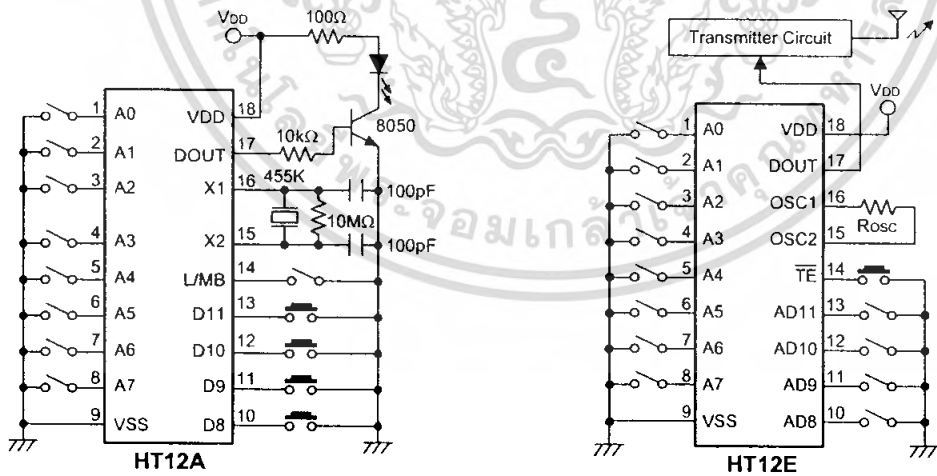 VDD
100Ω
8050
10kΩ
455K
10MΩ
100pF
100pF
1 A0
2 A1
3 A2
4 A3
5 A4
6 A5
7 A6
8 A7
9 VSS
VDD 18
DOUT 17
X1 16
X2 15
L/MB 14
D11 13
D10 12
D9 11
D8 10
HT12A
Transmitter Circuit
VDD
1 A0
2 A1
3 A2
4 A3
5 A4
6 A5
7 A6
8 A7
9 VSS
VDD 18
DOUT 17
OSC1 16
OSC2 15
ROSC
TE 14
AD11 13
AD10 12
AD9 11
AD8 10
HT12E